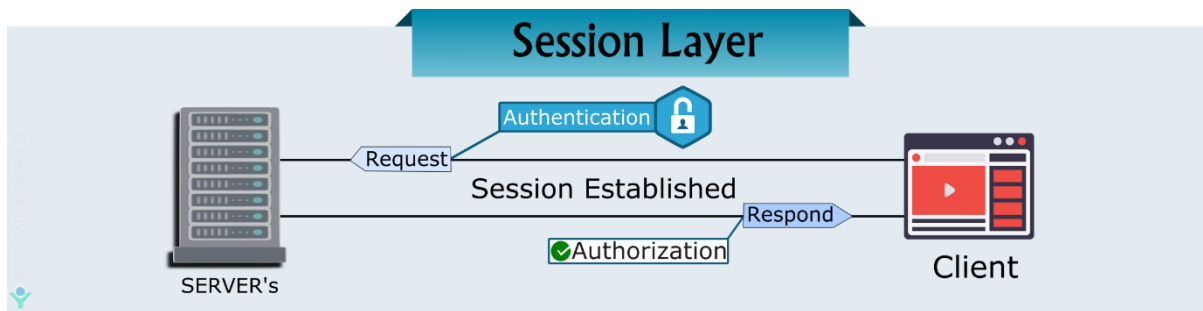 Session Layer
Authentication
Request
Session Established
Respond
Authorization
SERVER's
Client